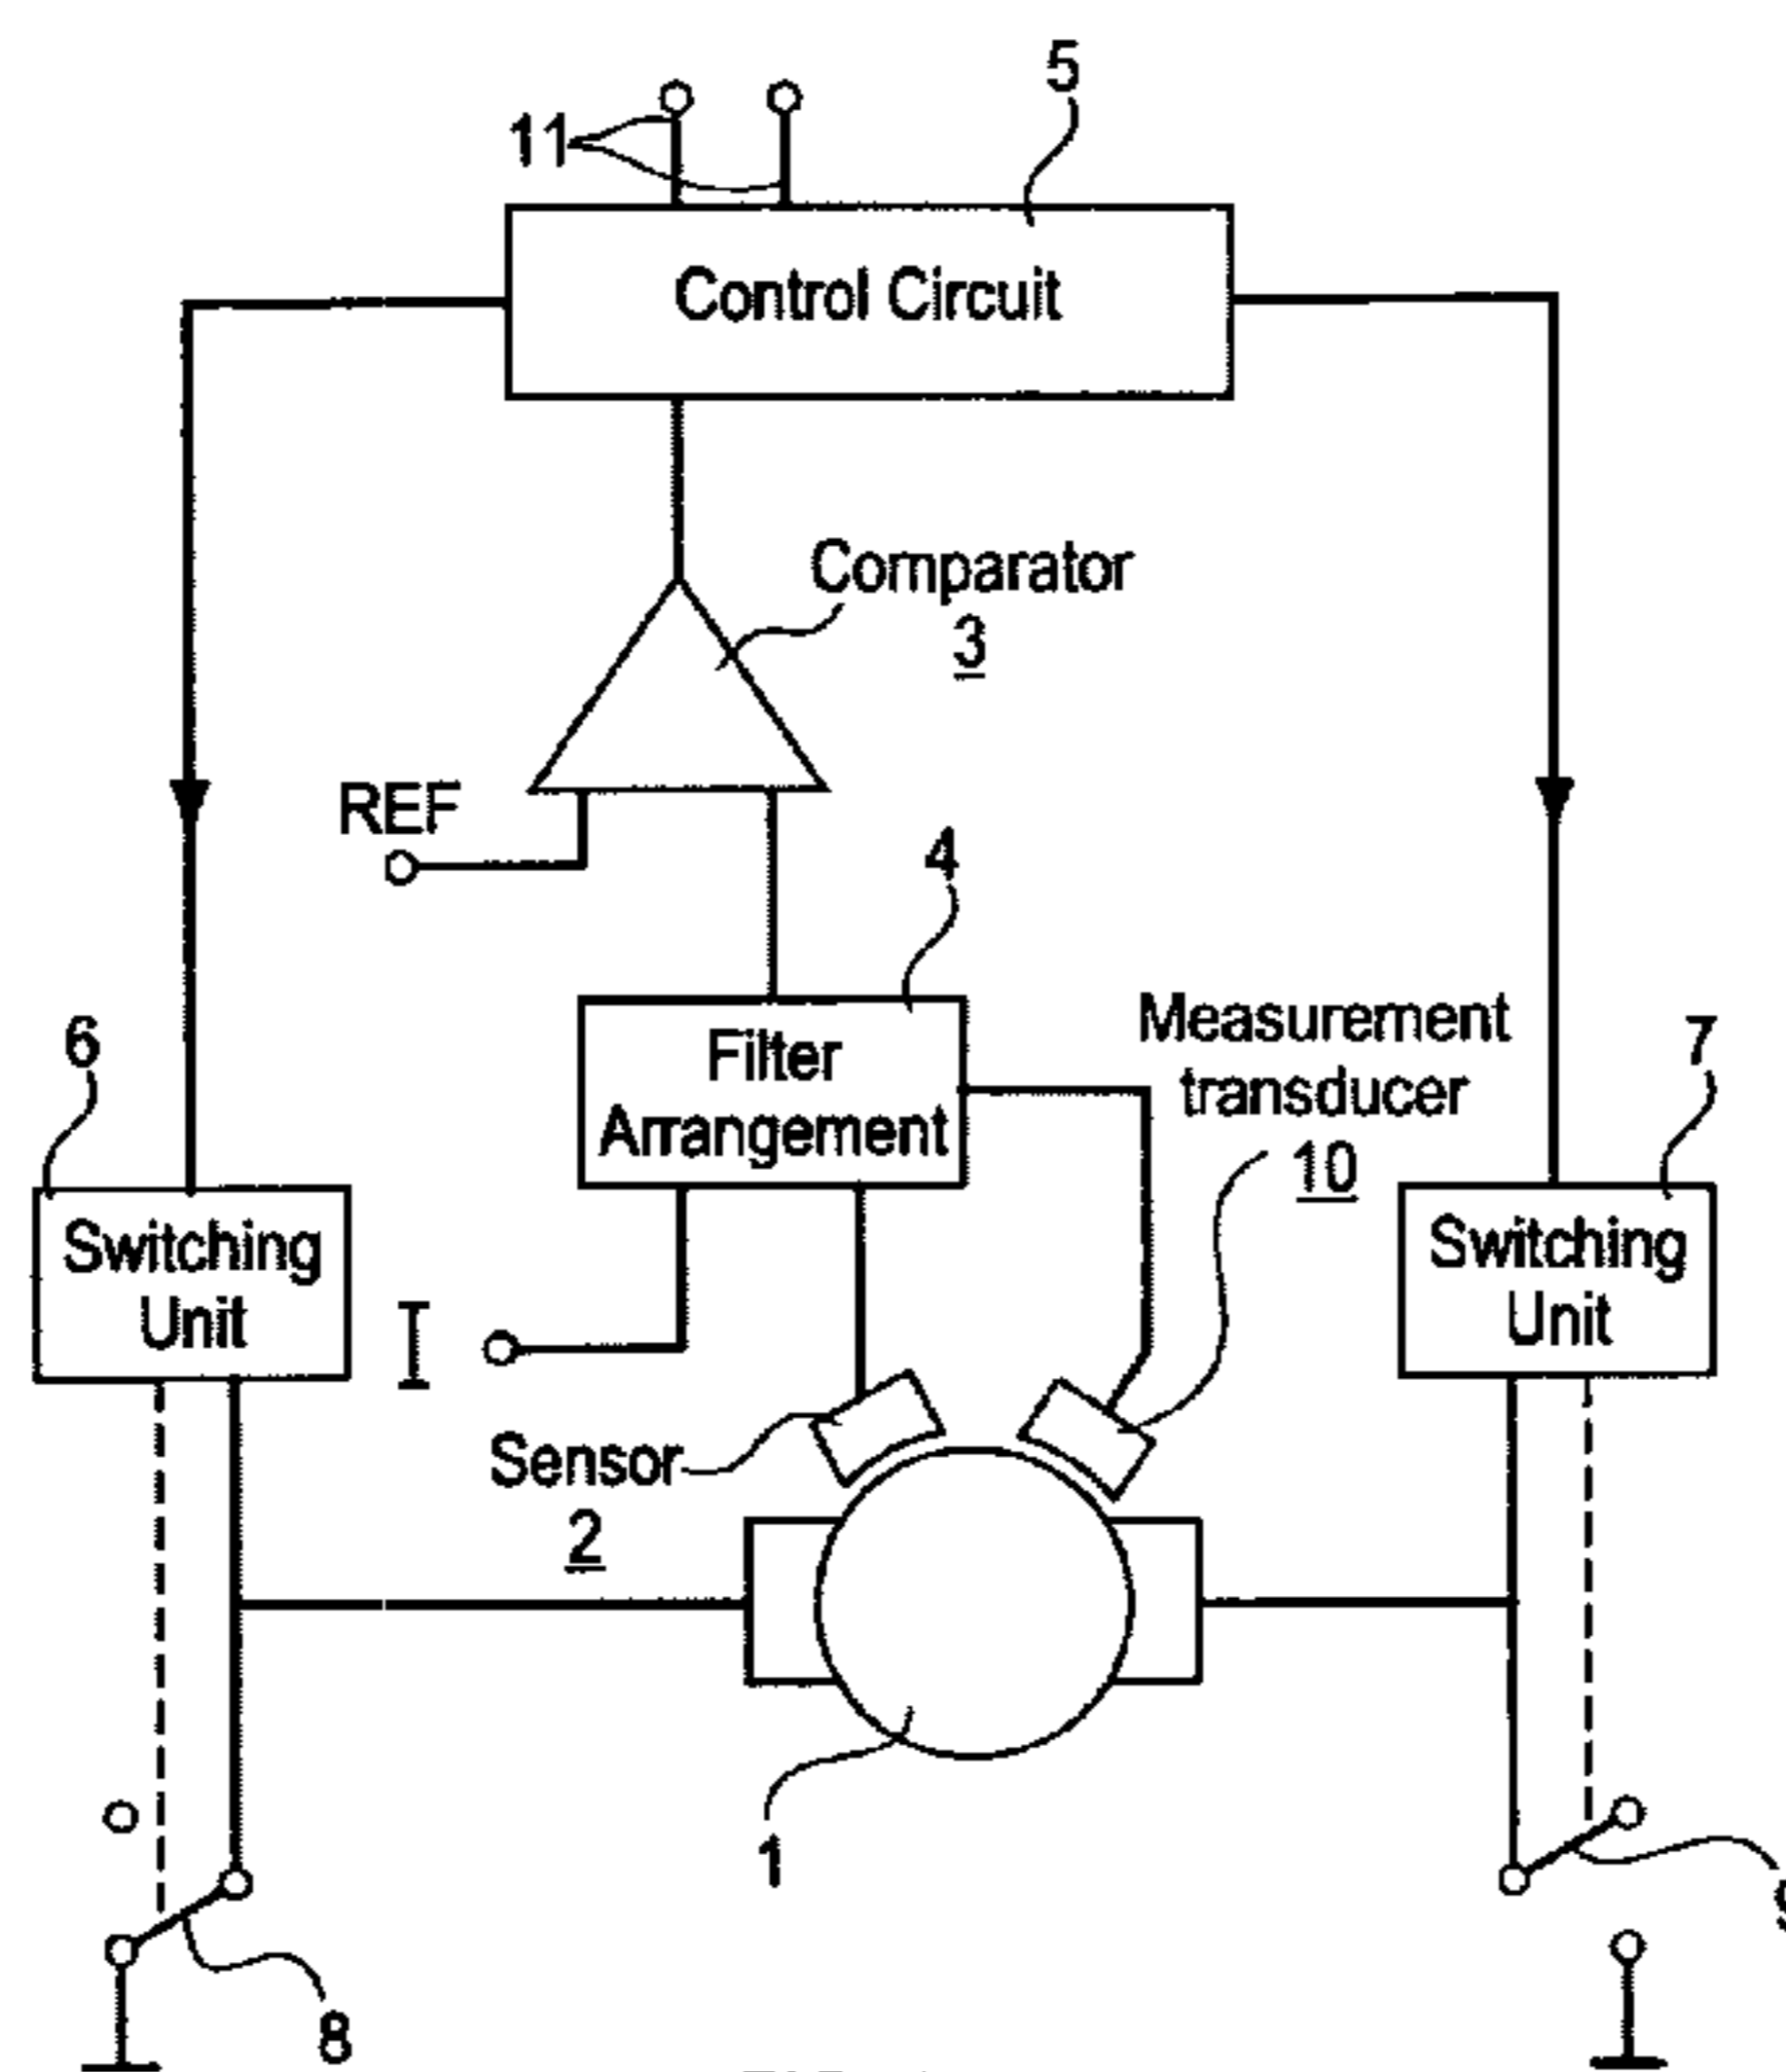 5
11
Control Circuit
Comparator
3
REF
4
Filter
Arrangement
Measurement
transducer
10
6
7
Switching
Unit
Switching
Unit
I
Sensor
2
1
8
9